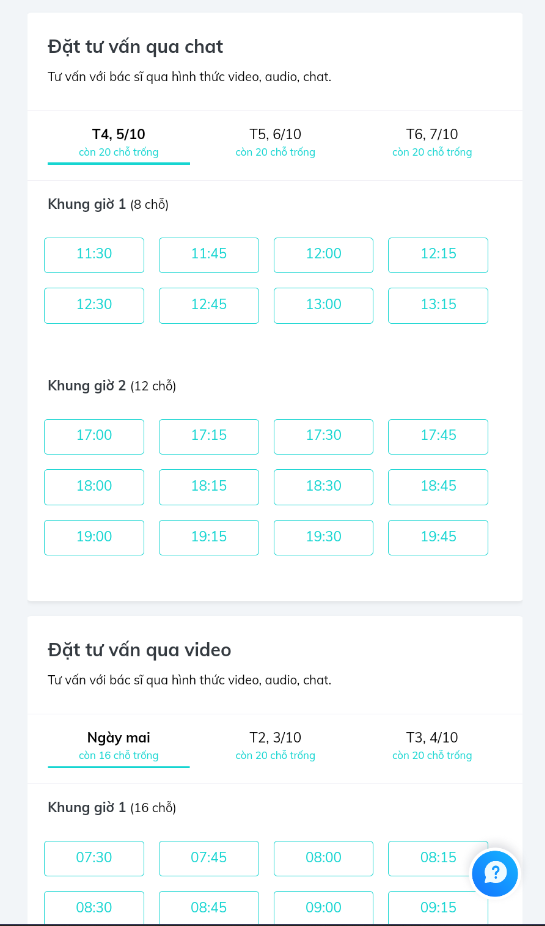 Đặt tư vấn qua chat
Tư vấn với bác sĩ qua hình thức video, audio, chat.
T4, 5/10 T5, 6/10 T6, 7/10
còn 20 chỗ trống còn 20 chỗ trống còn 20 chỗ trống
Khung giờ 1 (8 chỗ)
11:30 11:45 12:00 12:15
12:30 12:45 13:00 13:15
Khung giờ 2 (12 chỗ)
17:00 17:15 17:30 17:45
18:00 18:15 18:30 18:45
19:00 19:15 19:30 19:45
Đặt tư vấn qua video
Tư vấn với bác sĩ qua hình thức video, audio, chat.
Ngày mai T2, 3/10 T3, 4/10
còn 16 chỗ trống còn 20 chỗ trống còn 20 chỗ trống
Khung giờ 1 (16 chỗ)
07:30 07:45 08:00 08:15
08:30 08:45 09:00 09:15